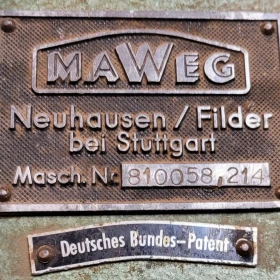 MAWEG
Neuhausen / Filder
bei Stuttgart
Masch. Nr. 810058,214
Deutsches Bundes-Patent